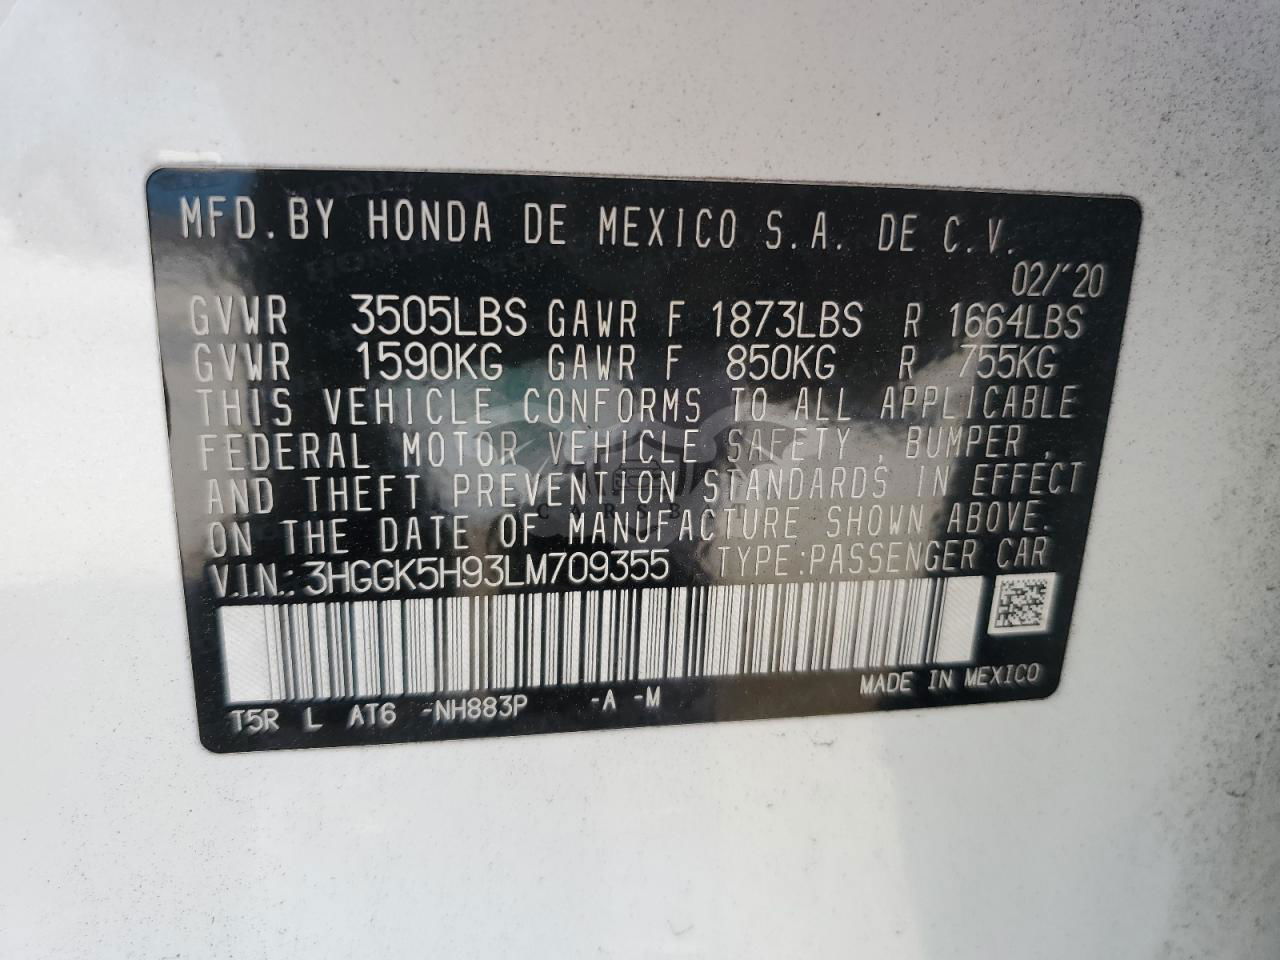 MFD.BY HONDA DE MEXICO S.A. DE C.V.
02/'20
GVWR 3505LBS GAWR F 1873LBS R 1664LBS
GVWR 1590KG GAWR F 850KG R 755KG
THIS VEHICLE CONFORMS TO ALL APPLICABLE
FEDERAL MOTOR VEHICLE SAFETY, BUMPER,
AND THEFT PREVENTION STANDARDS IN EFFECT
ON THE DATE OF MANUFACTURE SHOWN ABOVE.
V.I.N.: 3HGGK5H93LM709355 TYPE:PASSENGER CAR
MADE IN MEXICO
T5R L AT6 -NH883P -A -M